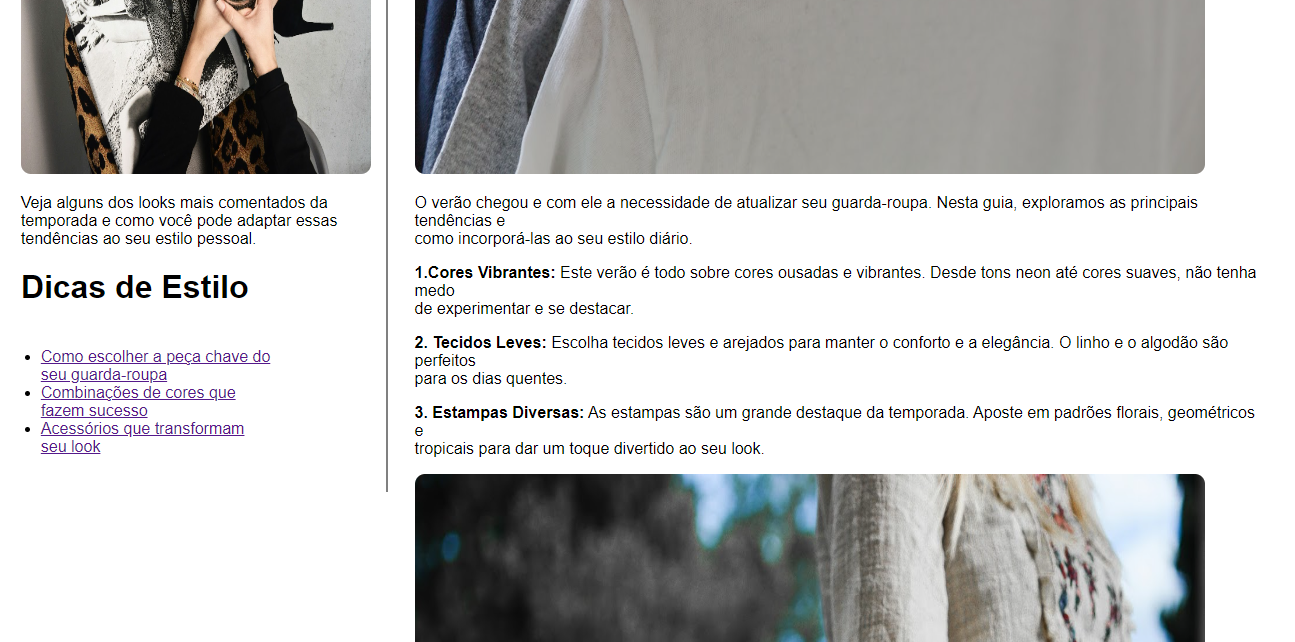 Veja alguns dos looks mais comentados da
temporada e como você pode adaptar essas
tendências ao seu estilo pessoal.
Dicas de Estilo
Como escolher a peça chave do
seu guarda-roupa
Combinações de cores que
fazem sucesso
Acessórios que transformam
seu look
O verão chegou e com ele a necessidade de atualizar seu guarda-roupa. Nesta guia, exploramos as principais
tendências e
como incorporá-las ao seu estilo diário.
1.Cores Vibrantes: Este verão é todo sobre cores ousadas e vibrantes. Desde tons neon até cores suaves, não tenha
medo
de experimentar e se destacar.
2. Tecidos Leves: Escolha tecidos leves e arejados para manter o conforto e a elegância. O linho e o algodão são
perfeitos
para os dias quentes.
3. Estampas Diversas: As estampas são um grande destaque da temporada. Aposte em padrões florais, geométricos
e
tropicais para dar um toque divertido ao seu look.